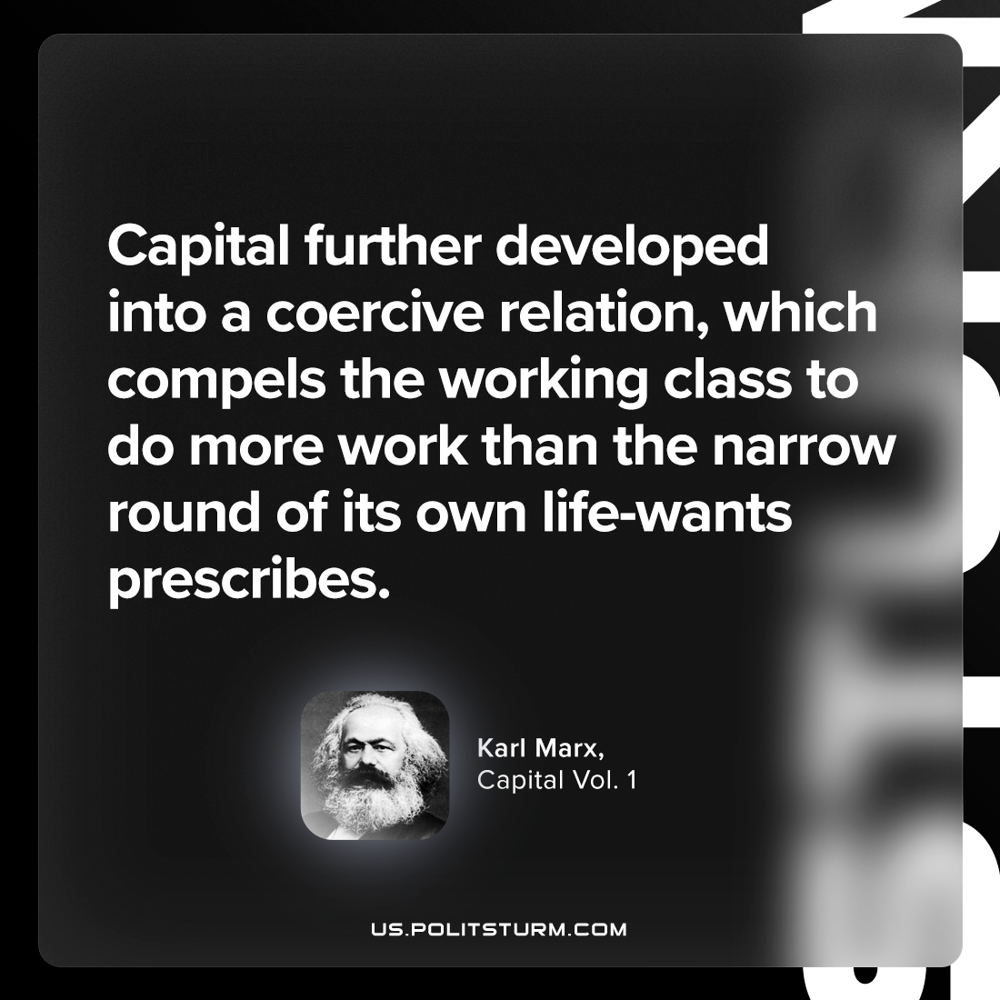 Capital further developed
into a coercive relation, which
compels the working class to
do more work than the narrow
round of its own life-wants
prescribes.
Karl Marx,
Capital Vol. 1
US.POLITSTURM.COM